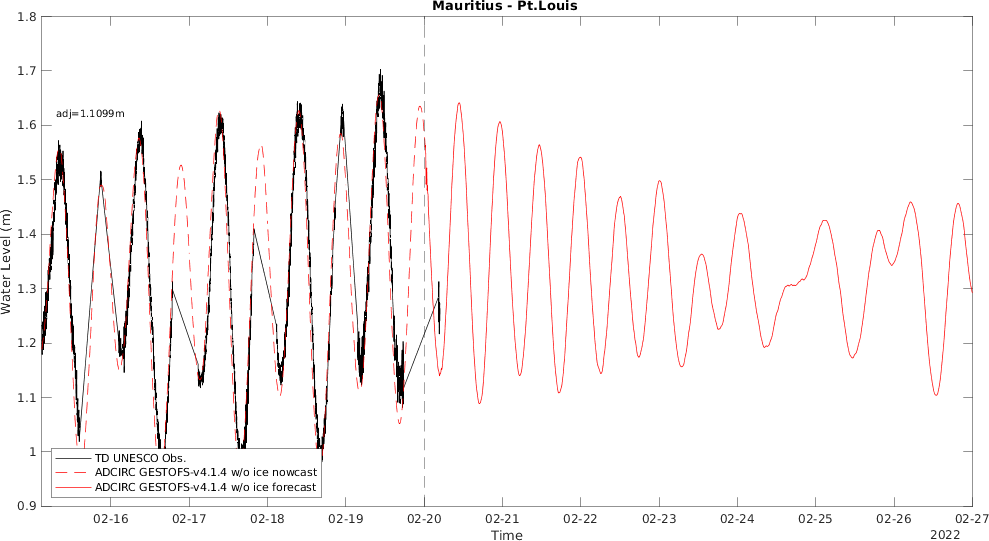 Mauritius - Pt.Louis
1.8
1.7
1.6
1.5
1.4
1.3
1.2
1.1
1
0.9
Water Level (m)
adj=1.1099m
TD UNESCO Obs.
ADCIRC GESTOFS-v4.1.4 w/o ice nowcast
ADCIRC GESTOFS-v4.1.4 w/o ice forecast
02-16 02-17 02-18 02-19 02-20 02-21 02-22 02-23 02-24 02-25 02-26 02-27
Time
2022